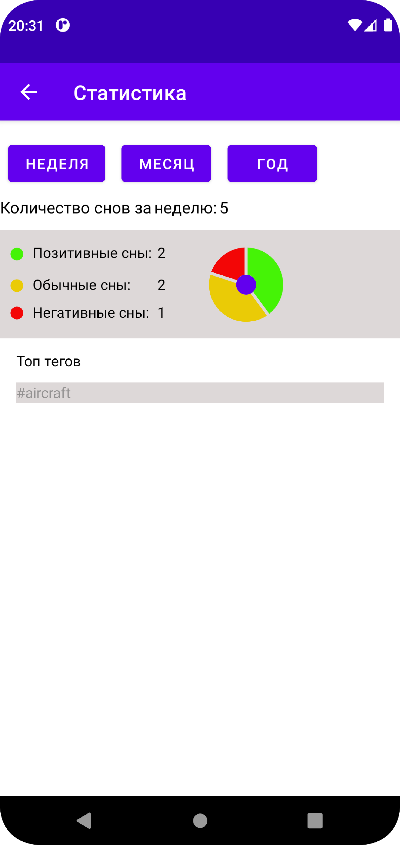 20:31
Статистика
НЕДЕЛЯ МЕСЯЦ ГОД
Количество снов за неделю: 5
Позитивные сны: 2
Обычные сны: 2
Негативные сны: 1
Топ тегов
#aircraft